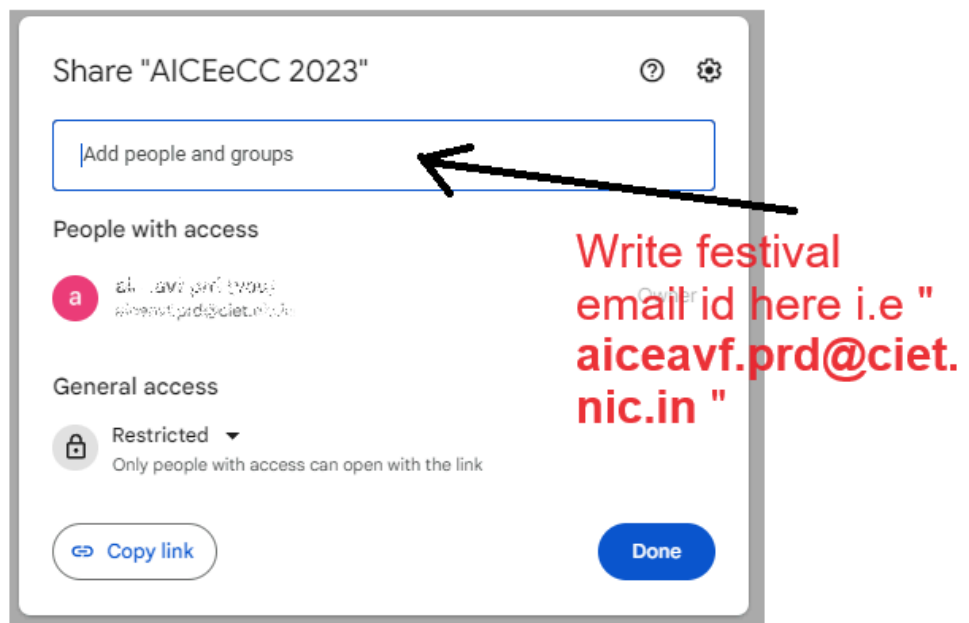 Share "AICEeCC 2023"
Add people and groups
People with access
a
Owner
General access
Restricted
Only people with access can open with the link
Copy link
Done
Write festival
email id here i.e "
aiceavf.prd@ciet.
nic.in "